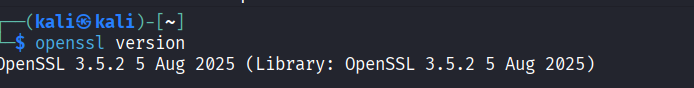 ┌──(kali㉿kali)-[~]
└─$ openssl version
OpenSSL 3.5.2 5 Aug 2025 (Library: OpenSSL 3.5.2 5 Aug 2025)